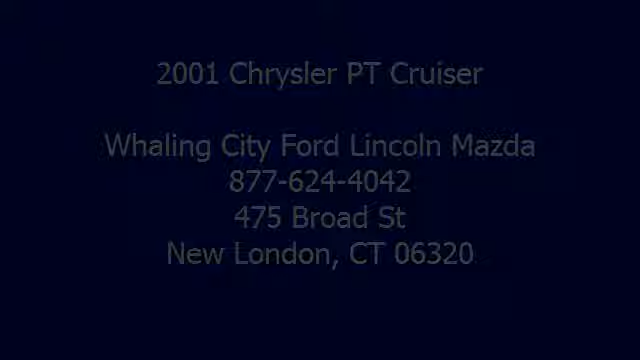 2001 Chrysler PT Cruiser
Whaling City Ford Lincoln Mazda
877-624-4042
475 Broad St
New London, CT 06320